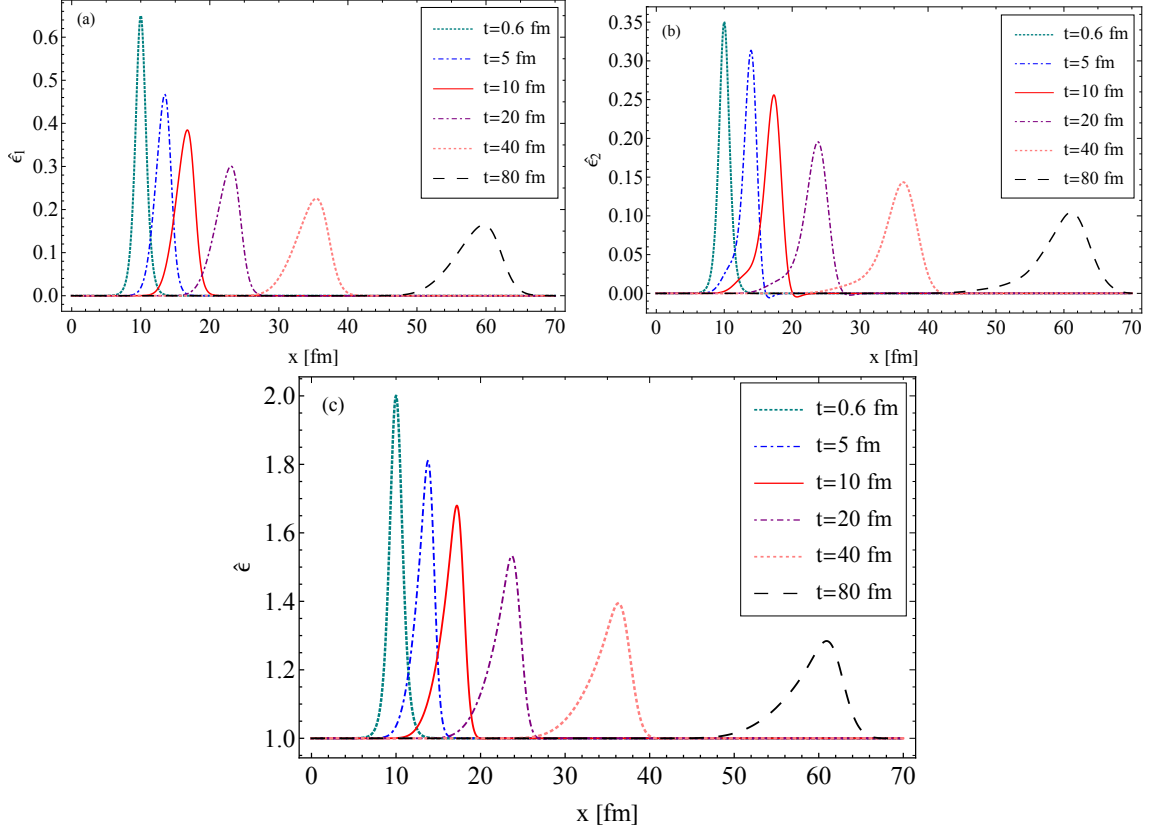 (a)
t=0.6 fm
t=5 fm
t=10 fm
t=20 fm
t=40 fm
t=80 fm
0.6
0.5
0.4
0.3
0.2
0.1
0.0
ϵ̂₁
0 10 20 30 40 50 60 70
x [fm]
(b)
t=0.6 fm
t=5 fm
t=10 fm
t=20 fm
t=40 fm
t=80 fm
0.35
0.30
0.25
0.20
0.15
0.10
0.05
0.00
ϵ̂₂
0 10 20 30 40 50 60 70
x [fm]
(c)
t=0.6 fm
t=5 fm
t=10 fm
t=20 fm
t=40 fm
t=80 fm
2.0
1.8
1.6
1.4
1.2
1.0
ϵ̂
0 10 20 30 40 50 60 70
x [fm]